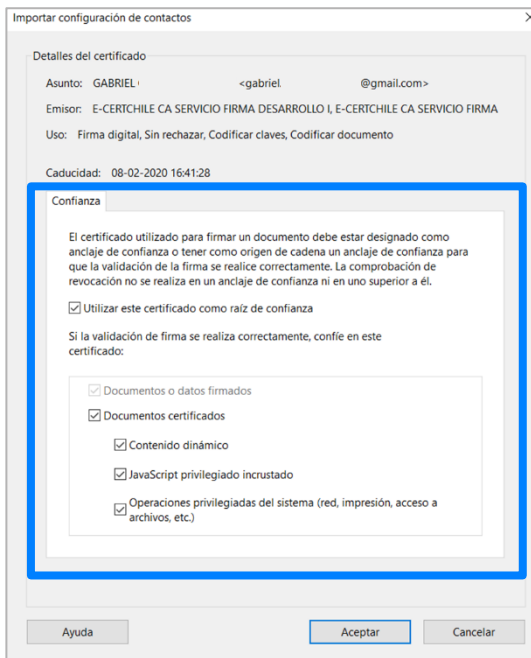 Importar configuración de contactos
Detalles del certificado
Asunto: GABRIEL <gabriel. @gmail.com>
Emisor: E-CERTCHILE CA SERVICIO FIRMA DESARROLLO I, E-CERTCHILE CA SERVICIO FIRMA
Uso: Firma digital, Sin rechazar, Codificar claves, Codificar documento
Caducidad: 08-02-2020 16:41:28
Confianza
El certificado utilizado para firmar un documento debe estar designado como
anclaje de confianza o tener como origen de cadena un anclaje de confianza para
que la validación de la firma se realice correctamente. La comprobación de
revocación no se realiza en un anclaje de confianza ni en uno superior a él.
Utilizar este certificado como raíz de confianza
Si la validación de firma se realiza correctamente, confíe en este
certificado:
Documentos o datos firmados
Documentos certificados
Contenido dinámico
JavaScript privilegiado incrustado
Operaciones privilegiadas del sistema (red, impresión, acceso a
archivos, etc.)
Ayuda
Aceptar
Cancelar